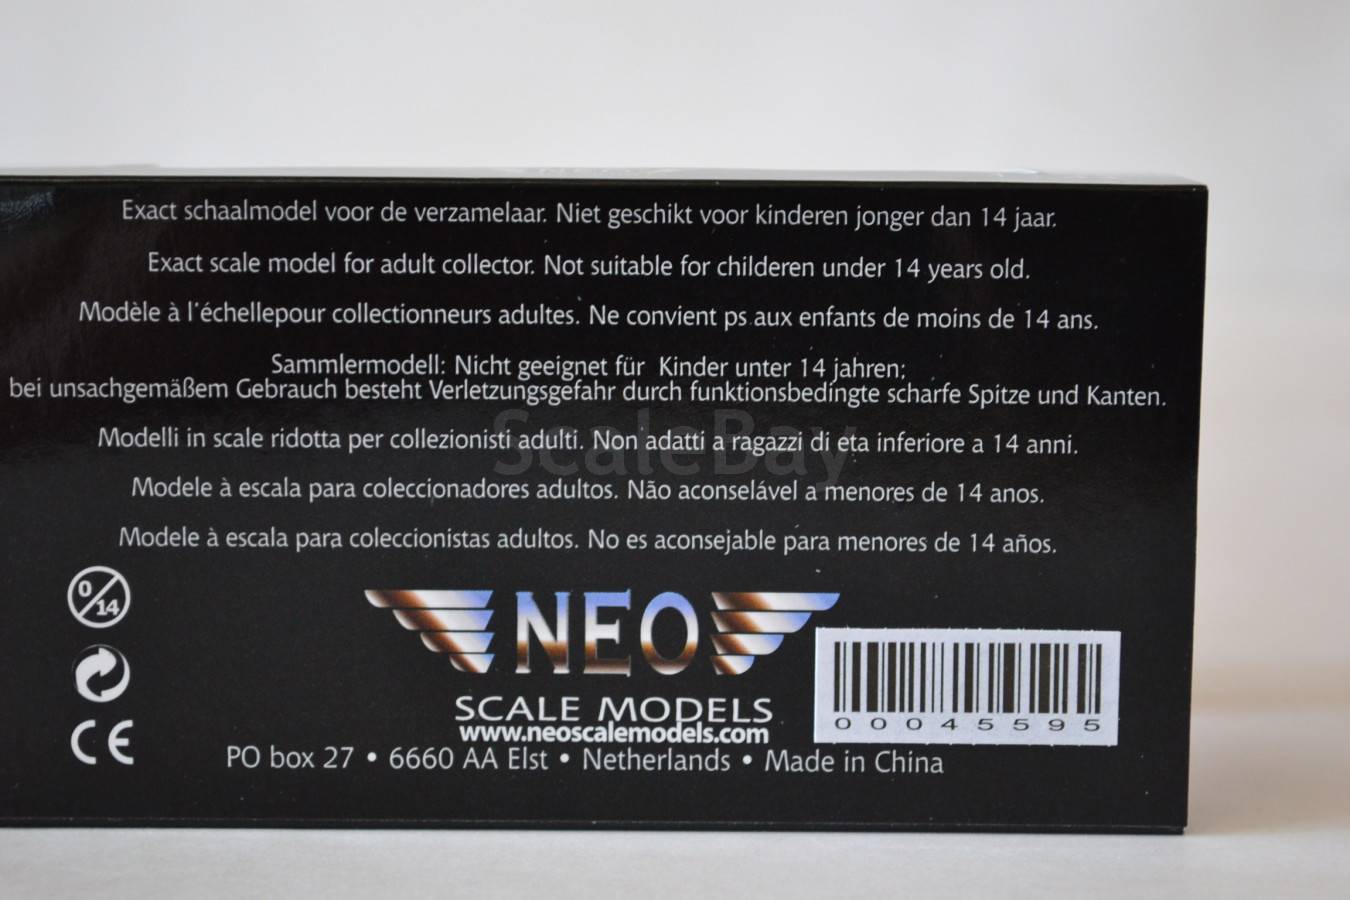 Exact schaalmodel voor de verzamelaar. Niet geschikt voor kinderen jonger dan 14 jaar.
Exact scale model for adult collector. Not suitable for childeren under 14 years old.
Modèle à l'échellepour collectionneurs adultes. Ne convient ps aux enfants de moins de 14 ans.
Sammlermodell: Nicht geeignet für Kinder unter 14 jahren;
bei unsachgemäßem Gebrauch besteht Verletzungsgefahr durch funktionsbedingte scharfe Spitze und Kanten.
ScaleBay
Modelli in scale ridotta per collezionisti adulti. Non adatti a ragazzi di eta inferiore a 14 anni.
Modele à escala para coleccjonadores adultos. Não aconselável a menores de 14 anos.
Modele à escala para coleccionistas adultos. No es aconsejable para menores de 14 años.
0/14
NEO
SCALE MODELS
www.neoscalemodels.com
00045595
CE
PO box 27 • 6660 AA Elst • Netherlands • Made in China